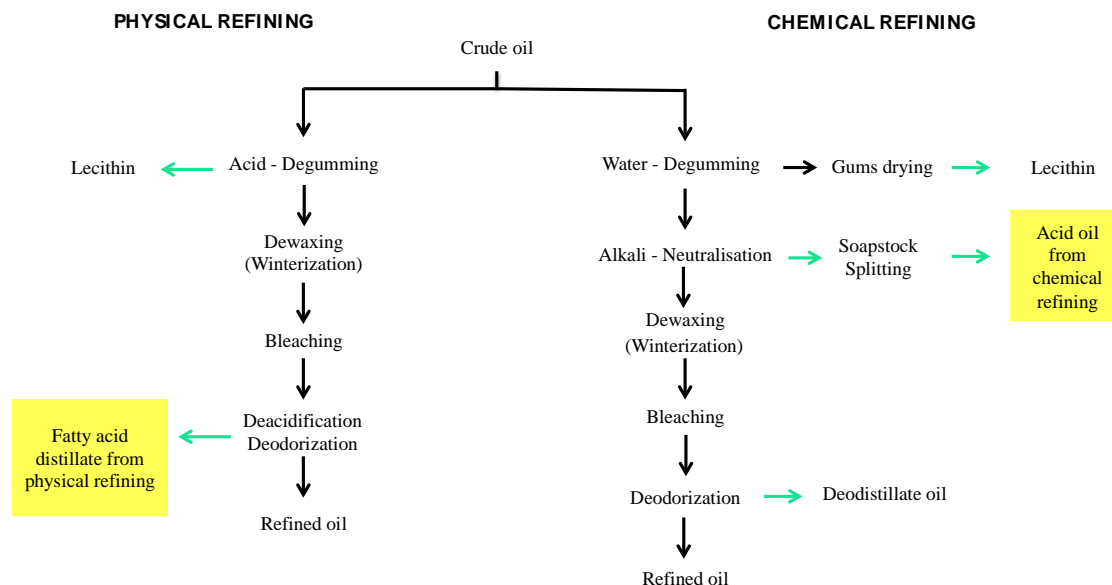 PHYSICAL REFINING
CHEMICAL REFINING
Crude oil
Lecithin
Acid - Degumming
Water - Degumming
Gums drying
Lecithin
Dewaxing
(Winterization)
Alkali - Neutralisation
Soapstock
Splitting
Acid oil
from
chemical
refining
Bleaching
Dewaxing
(Winterization)
Fatty acid
distillate from
physical refining
Deacidification
Deodorization
Bleaching
Refined oil
Deodorization
Deodistillate oil
Refined oil